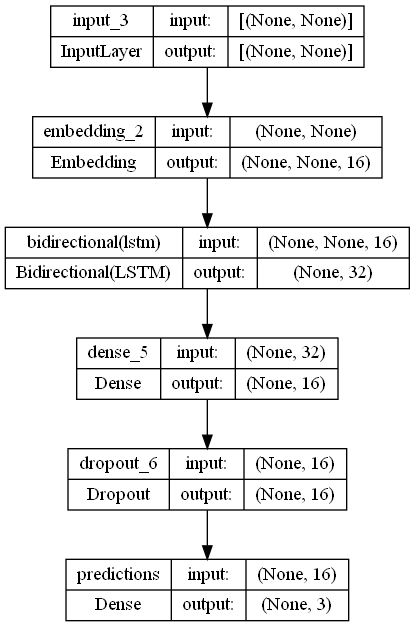 input_3 input: [(None, None)]
InputLayer output: [(None, None)]
embedding_2 input: (None, None)
Embedding output: (None, None, 16)
bidirectional(lstm) input: (None, None, 16)
Bidirectional(LSTM) output: (None, 32)
dense_5 input: (None, 32)
Dense output: (None, 16)
dropout_6 input: (None, 16)
Dropout output: (None, 16)
predictions input: (None, 16)
Dense output: (None, 3)